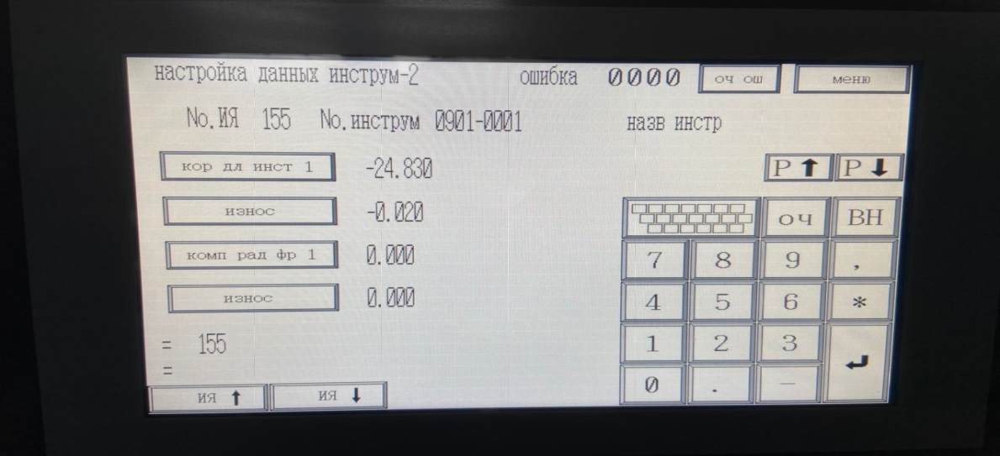 настройка данных инструм-2 ошибка 0000 оч ош меню
No.ИЯ 155 No.инструм 0901-0001 назв инстр
кор дл инст 1 -24.830 P ⬆ P ⬇
износ -0.020 оч ВН
комп рад фр 1 0.000 7 8 9 ,
износ 0.000 4 5 6 *
= 155 1 2 3
= 0 . -
ИЯ ⬆ ИЯ ⬇